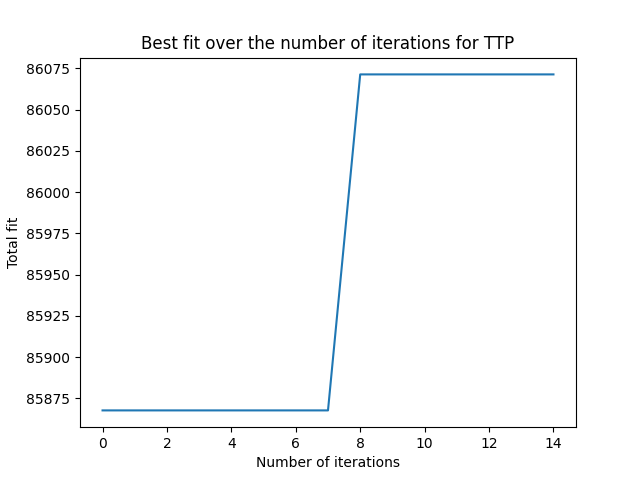 Best fit over the number of iterations for TTP
86075
86050
86025
86000
85975
85950
85925
85900
85875
Total fit
0 2 4 6 8 10 12 14
Number of iterations